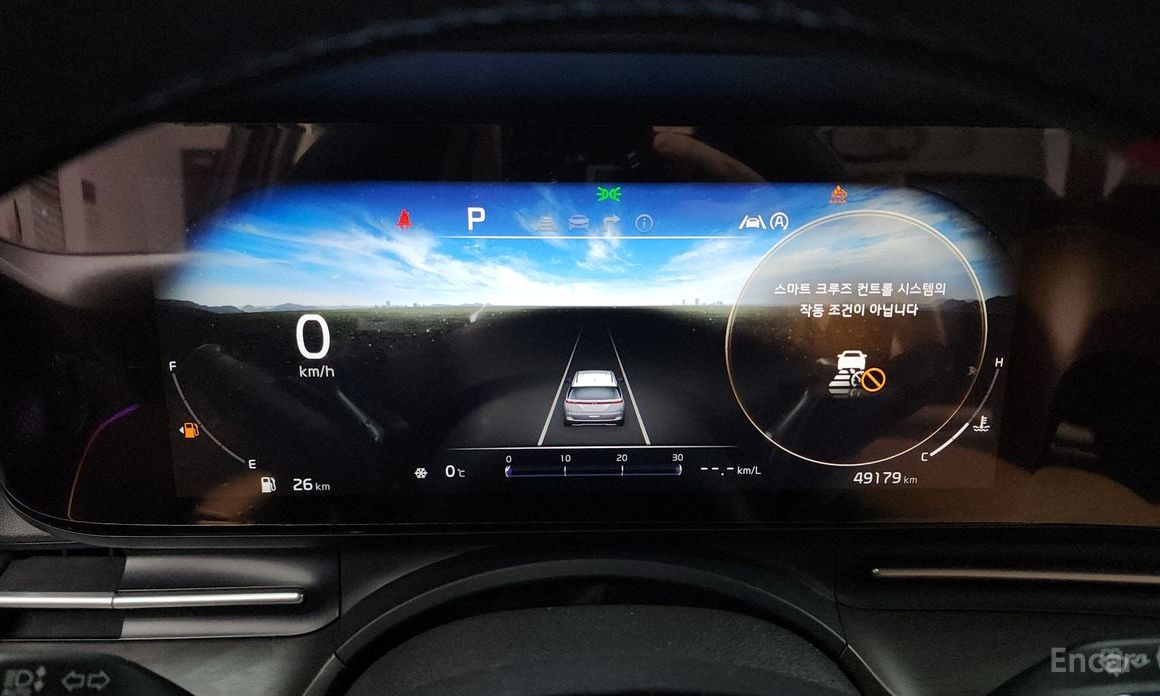 P
A
스마트 크루즈 컨트롤 시스템의
작동 조건이 아닙니다
0
km/h
F
H
E
C
26 km
0℃
0 10 20 30
--.- km/L
49179 km
Encar